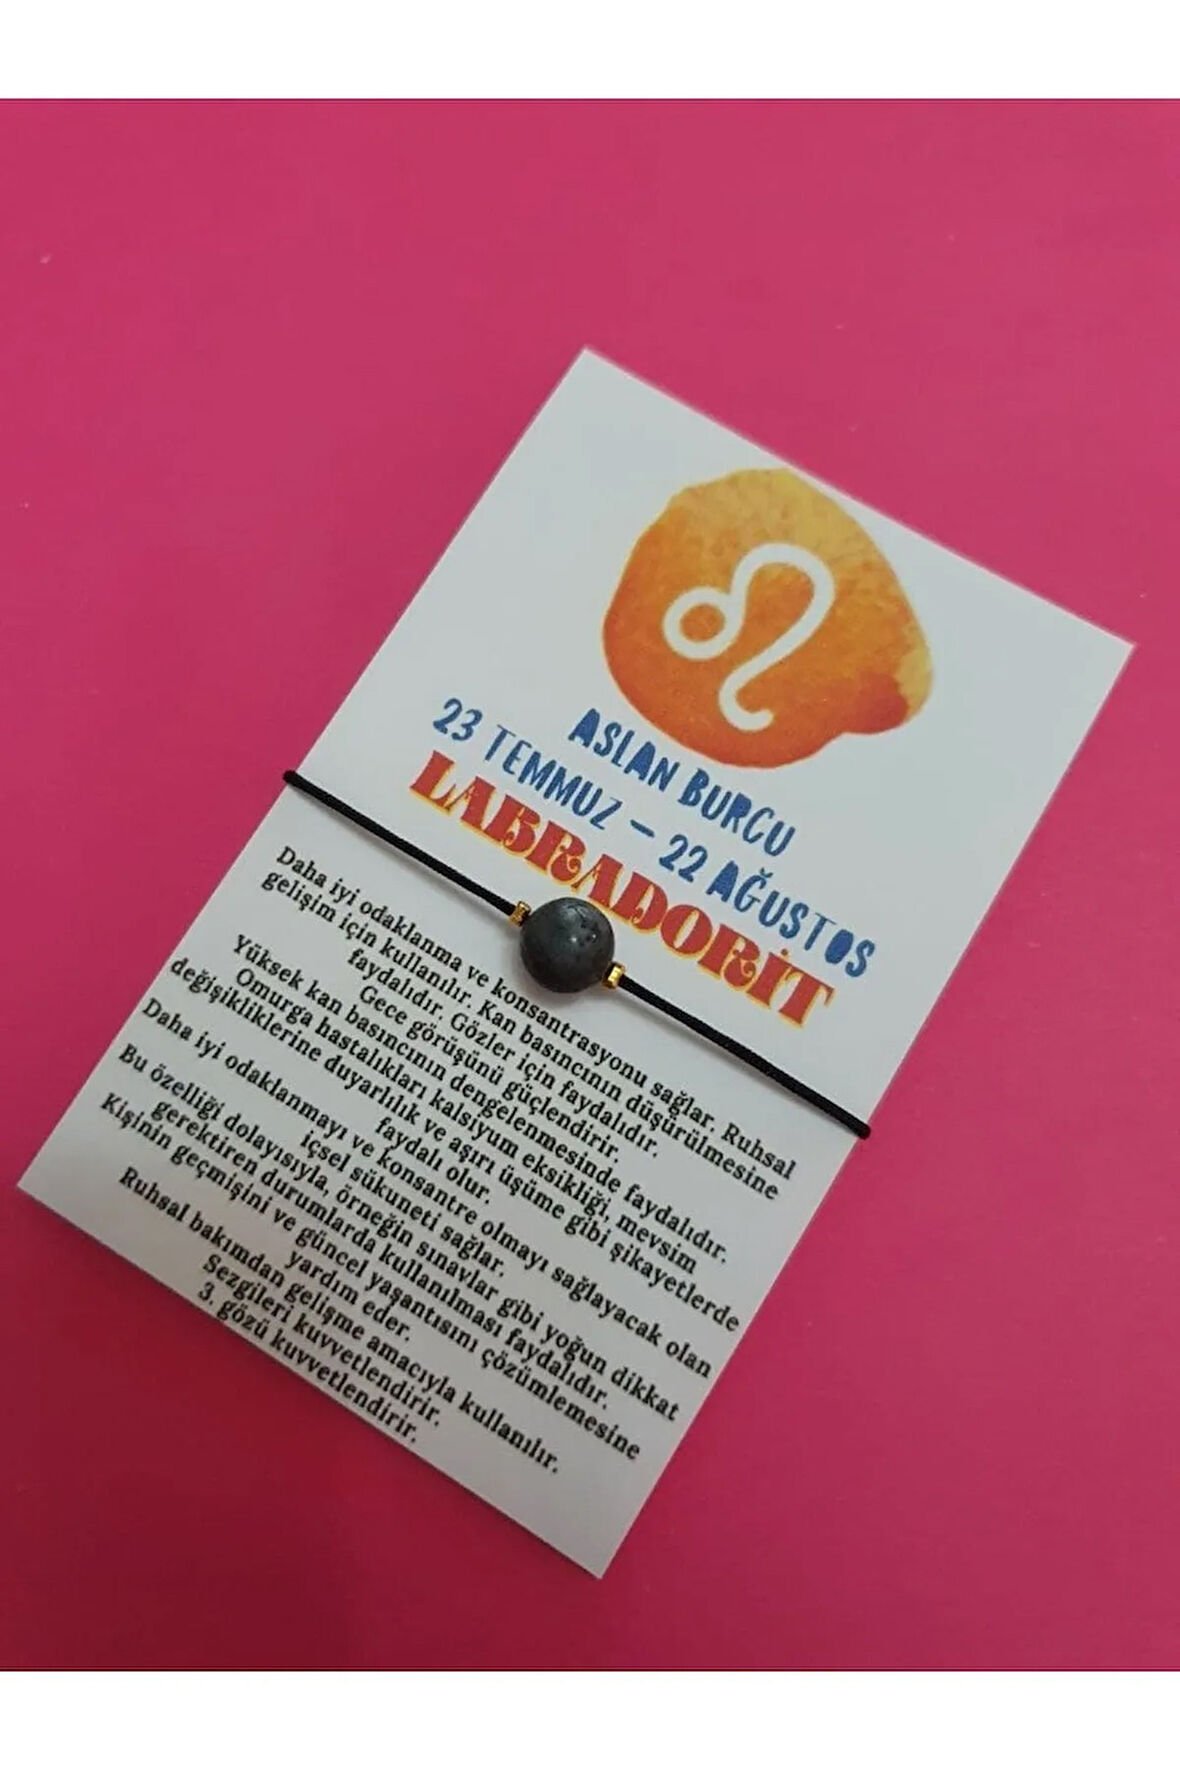 ASLAN BURCU
23 TEMMUZ – 22 AĞUSTOS
LABRADORİT
Daha iyi odaklanma ve konsantrasyonu sağlar. Ruhsal
gelişim için kullanılır. Kan basıncının düşürülmesine
faydalıdır. Gözler için faydalıdır.
Gece görüşünü güçlendirir.
Yüksek kan basıncının dengelenmesinde faydalıdır.
Omurga hastalıkları kalsiyum eksikliği, mevsim
değişikliklerine duyarlılık ve aşırı üşüme gibi şikayetlerde
faydalı olur.
Daha iyi odaklanmayı ve konsantre olmayı sağlayacak olan
içsel sükuneti sağlar.
Bu özelliği dolayısıyla, örneğin sınavlar gibi yoğun dikkat
gerektiren durumlarda kullanılması faydalıdır.
Kişinin geçmişini ve güncel yaşantısını çözümlemesine
yardım eder.
Ruhsal bakımdan gelişme amacıyla kullanılır.
Sezgileri kuvvetlendirir.
3. gözü kuvvetlendirir.